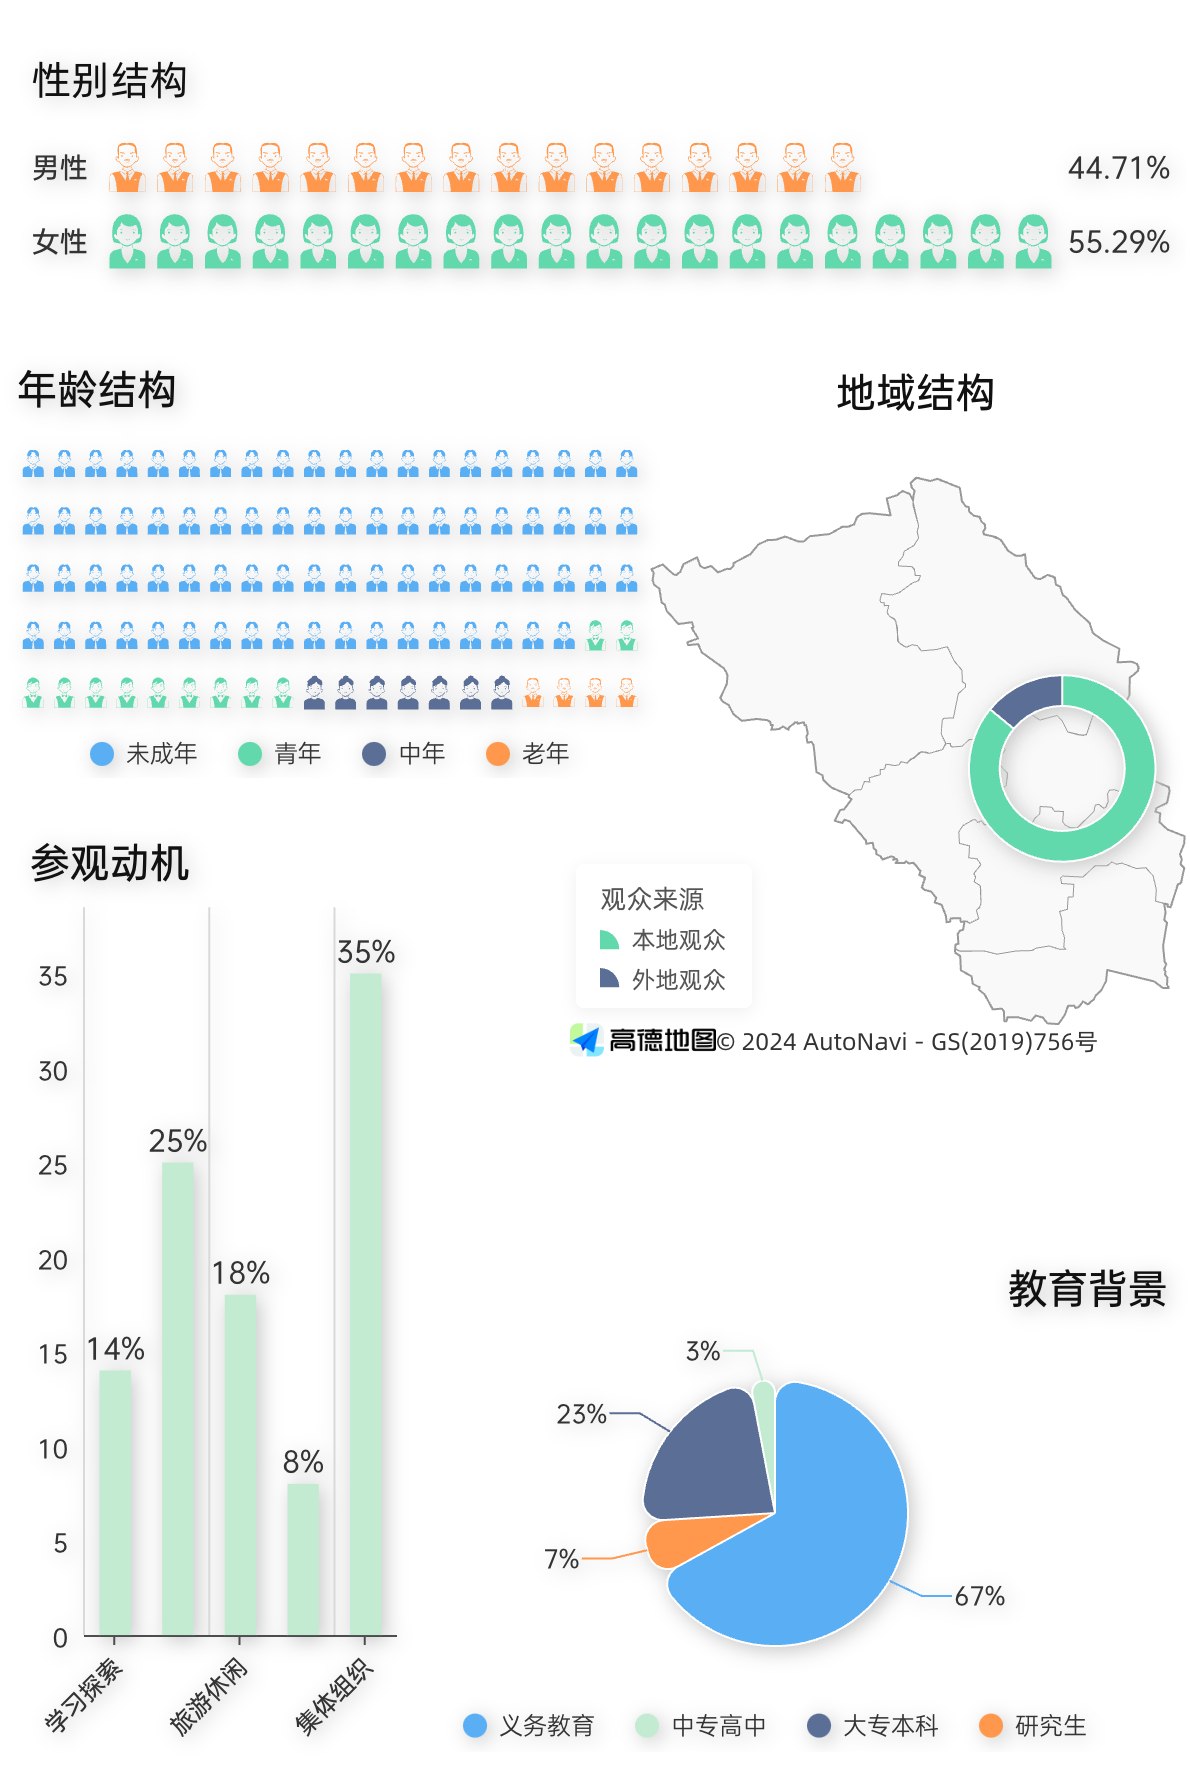 性别结构
男性 44.71%
女性 55.29%
年龄结构
地域结构
未成年 青年 中年 老年
参观动机
观众来源
本地观众
外地观众
高德地图© 2024 AutoNavi - GS(2019)756号
35%
35
30
25%
25
20
18%
15
14%
10
8%
5
0
学习探索 旅游休闲 集体组织
教育背景
3%
23%
7%
67%
义务教育 中专高中 大专本科 研究生